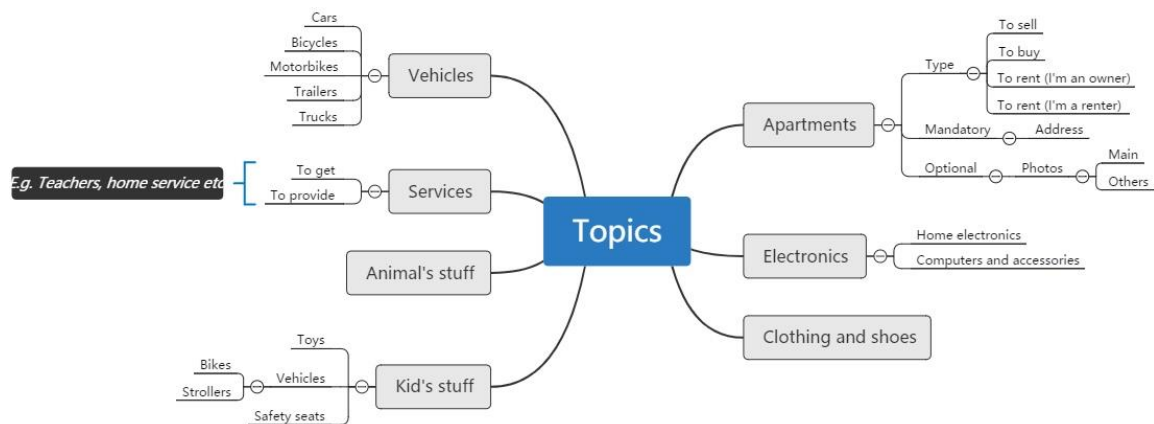 Topics
Vehicles
Cars
Bicycles
Motorbikes
Trailers
Trucks
Services
To get
To provide
E.g. Teachers, home service etc
Animal's stuff
Kid's stuff
Toys
Vehicles
Bikes
Strollers
Safety seats
Apartments
Type
To sell
To buy
To rent (I'm an owner)
To rent (I'm a renter)
Mandatory
Address
Optional
Photos
Main
Others
Electronics
Home electronics
Computers and accessories
Clothing and shoes